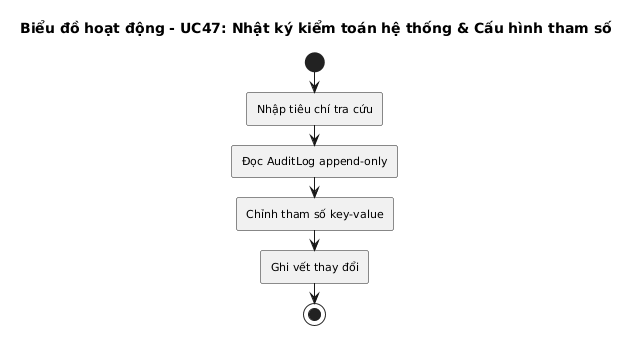 Biểu đồ hoạt động - UC47: Nhật ký kiểm toán hệ thống & Cấu hình tham số
Nhập tiêu chí tra cứu
Đọc AuditLog append-only
Chỉnh tham số key-value
Ghi vết thay đổi